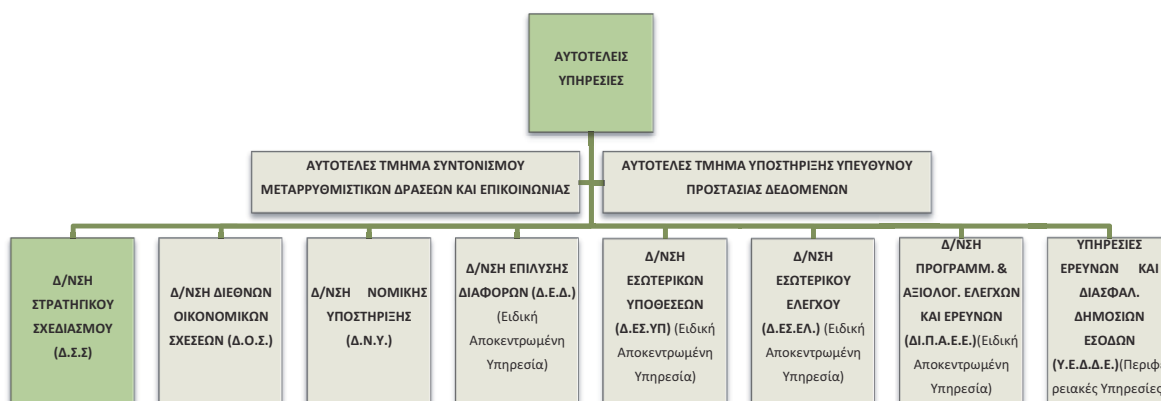 ΑΥΤΟΤΕΛΕΙΣ
ΥΠΗΡΕΣΙΕΣ
ΑΥΤΟΤΕΛΕΣ ΤΜΗΜΑ ΣΥΝΤΟΝΙΣΜΟΥ
ΜΕΤΑΡΡΥΘΜΙΣΤΙΚΩΝ ΔΡΑΣΕΩΝ ΚΑΙ ΕΠΙΚΟΙΝΩΝΙΑΣ
ΑΥΤΟΤΕΛΕΣ ΤΜΗΜΑ ΥΠΟΣΤΗΡΙΞΗΣ ΥΠΕΥΘΥΝΟΥ
ΠΡΟΣΤΑΣΙΑΣ ΔΕΔΟΜΕΝΩΝ
Δ/ΝΣΗ
ΣΤΡΑΤΗΓΙΚΟΥ
ΣΧΕΔΙΑΣΜΟΥ
(Δ.Σ.Σ)
Δ/ΝΣΗ ΔΙΕΘΝΩΝ
ΟΙΚΟΝΟΜΙΚΩΝ
ΣΧΕΣΕΩΝ (Δ.Ο.Σ.)
Δ/ΝΣΗ ΝΟΜΙΚΗΣ
ΥΠΟΣΤΗΡΙΞΗΣ
(Δ.Ν.Υ.)
Δ/ΝΣΗ ΕΠΙΛΥΣΗΣ
ΔΙΑΦΟΡΩΝ (Δ.Ε.Δ.)
(Ειδική
Αποκεντρωμένη
Υπηρεσία)
Δ/ΝΣΗ
ΕΣΩΤΕΡΙΚΩΝ
ΥΠΟΘΕΣΕΩΝ
(Δ.ΕΣ.ΥΠ) (Ειδική
Αποκεντρωμένη
Υπηρεσία)
Δ/ΝΣΗ
ΕΣΩΤΕΡΙΚΟΥ
ΕΛΕΓΧΟΥ
(Δ.ΕΣ.ΕΛ.) (Ειδική
Αποκεντρωμένη
Υπηρεσία)
Δ/ΝΣΗ
ΠΡΟΓΡΑΜΜ. &
ΑΞΙΟΛΟΓ. ΕΛΕΓΧΩΝ
ΚΑΙ ΕΡΕΥΝΩΝ
(ΔΙ.Π.Α.Ε.Ε.)(Ειδική
Αποκεντρωμένη
Υπηρεσία)
ΥΠΗΡΕΣΙΕΣ
ΕΡΕΥΝΩΝ ΚΑΙ
ΔΙΑΣΦΑΛ.
ΔΗΜΟΣΙΩΝ
ΕΣΟΔΩΝ
(Υ.Ε.Δ.Δ.Ε.)(Περιφε
ρειακές Υπηρεσίες